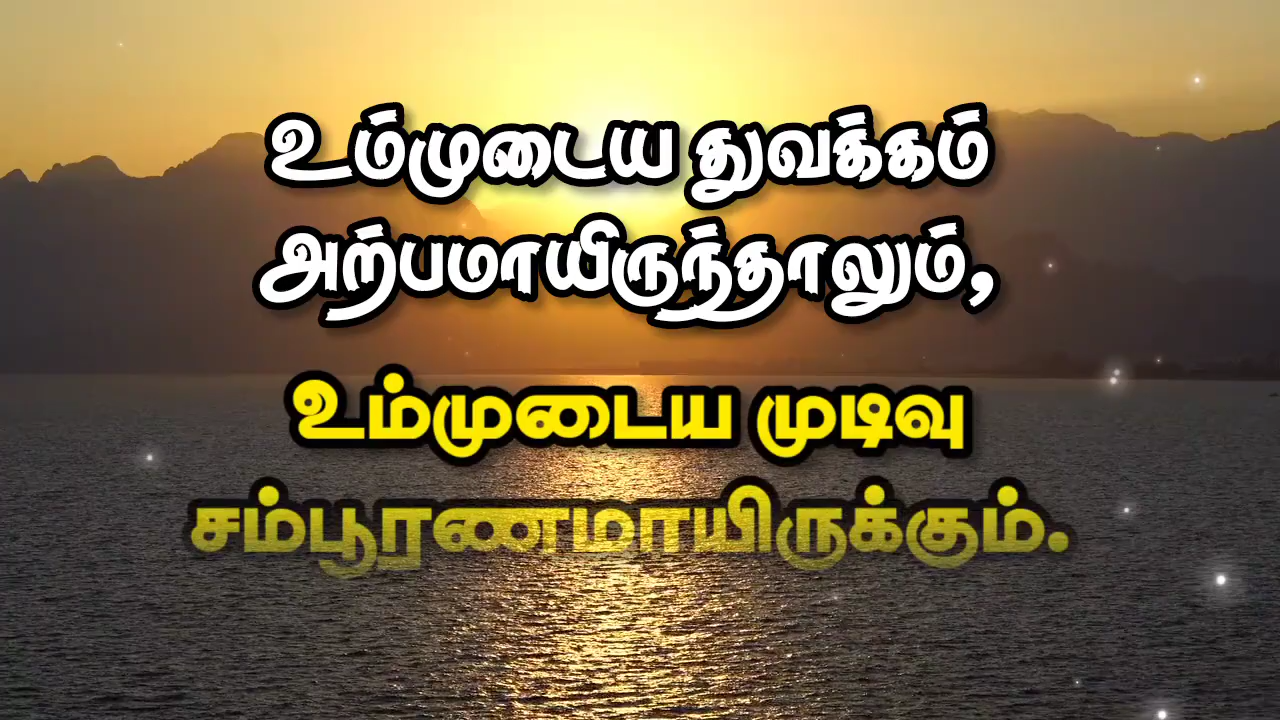 உம்முடைய துவக்கம்
அற்பமாயிருந்தாலும்,
உம்முடைய முடிவு
சம்பூரணமாயிருக்கும்.